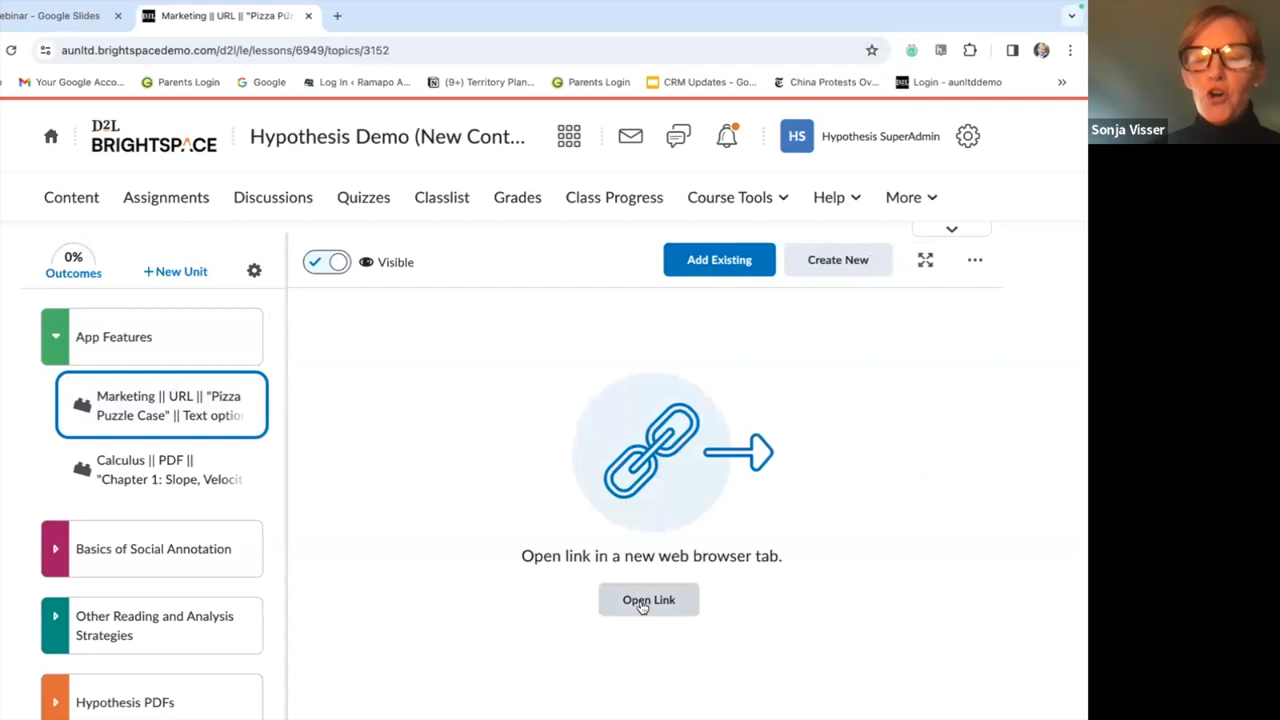 ebinar - Google Slides
Marketing || URL || "Pizza Puz
aunltd.brightspacedemo.com/d2l/le/lessons/6949/topics/3152
Your Google Acco...
Parents Login
Google
Log In ‹ Ramapo A...
(9+) Territory Plan...
Parents Login
CRM Updates - Go...
China Protests Ov...
D2L
Login - aunltddemo
D2L
BRIGHTSPACE
Hypothesis Demo (New Cont...
HS
Hypothesis SuperAdmin
Sonja Visser
Content
Assignments
Discussions
Quizzes
Classlist
Grades
Class Progress
Course Tools
Help
More
0%
Outcomes
+ New Unit
Visible
Add Existing
Create New
App Features
Marketing || URL || "Pizza
Puzzle Case" || Text optio
Calculus || PDF ||
"Chapter 1: Slope, Velocit
Basics of Social Annotation
Other Reading and Analysis
Strategies
Hypothesis PDFs
Open link in a new web browser tab.
Open Link